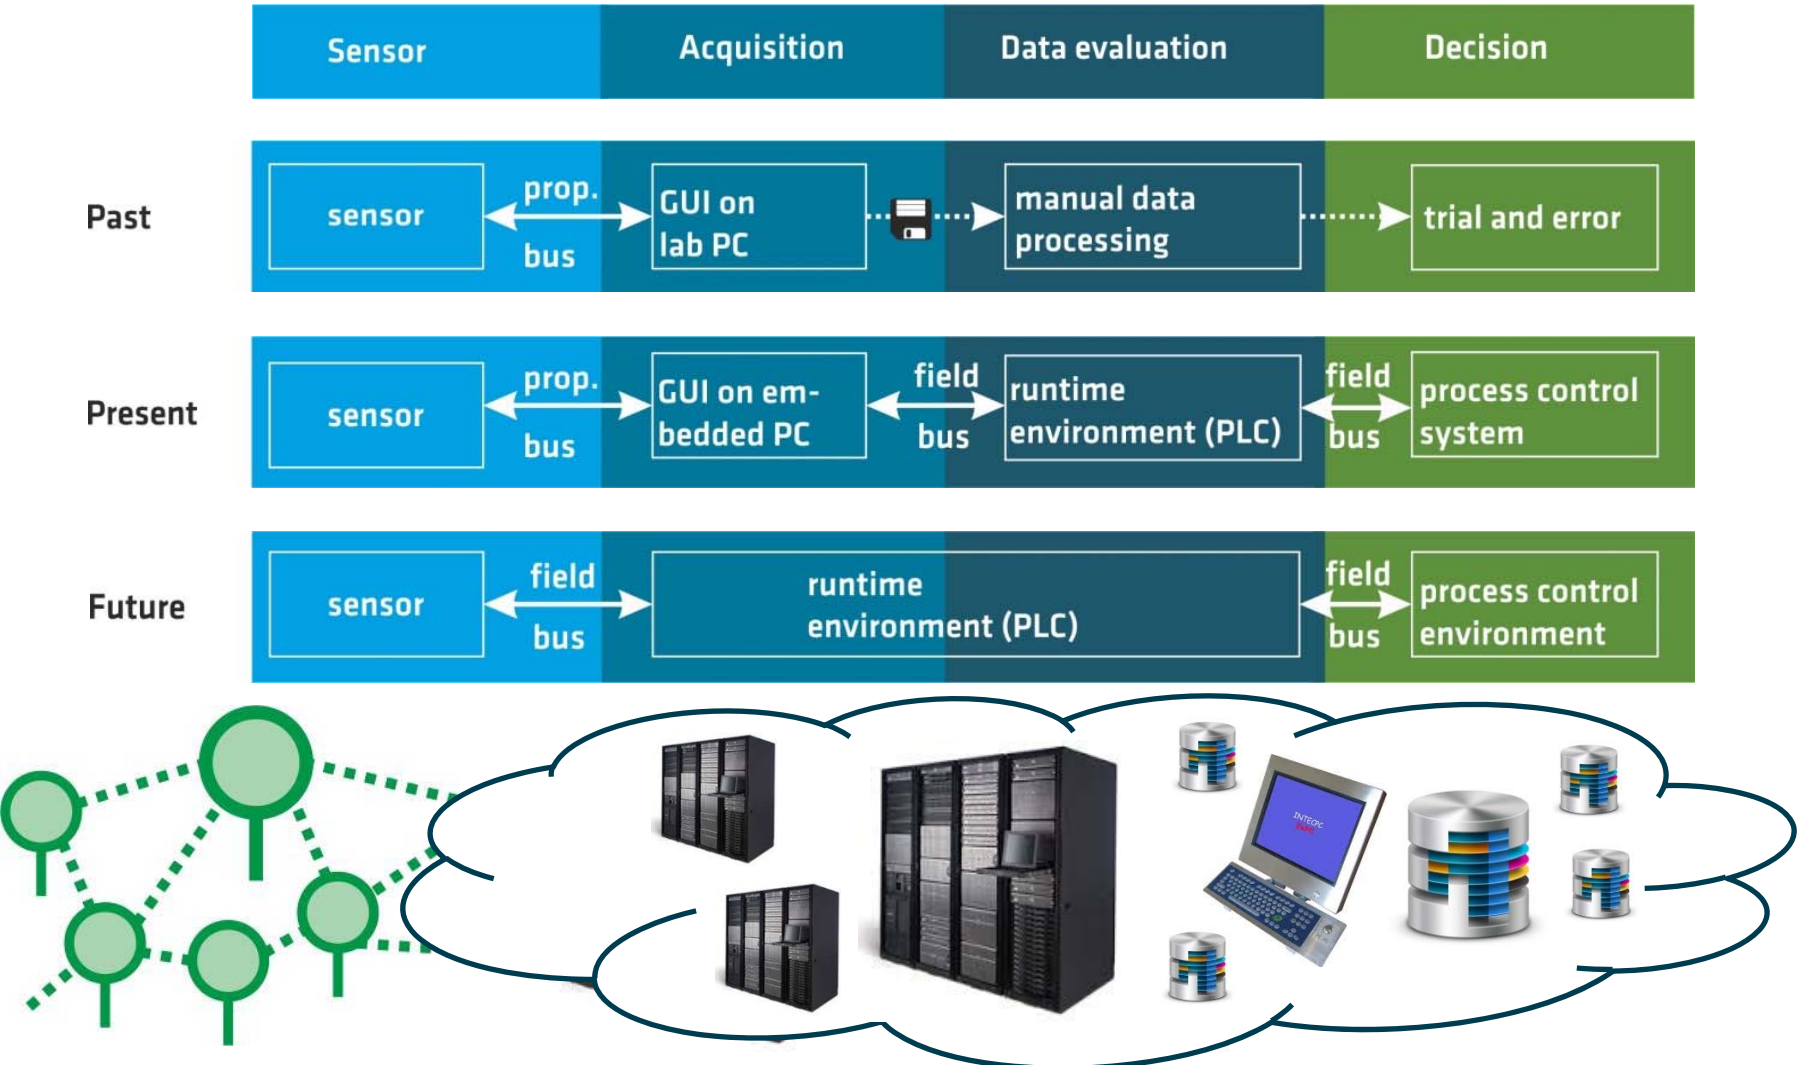 Sensor Acquisition Data evaluation Decision
Past
sensor
prop.
bus
GUI on
lab PC
manual data
processing
trial and error
Present
sensor
prop.
bus
GUI on em-
bedded PC
field
bus
runtime
environment (PLC)
field
bus
process control
system
Future
sensor
field
bus
runtime
environment (PLC)
field
bus
process control
environment
INTECPC